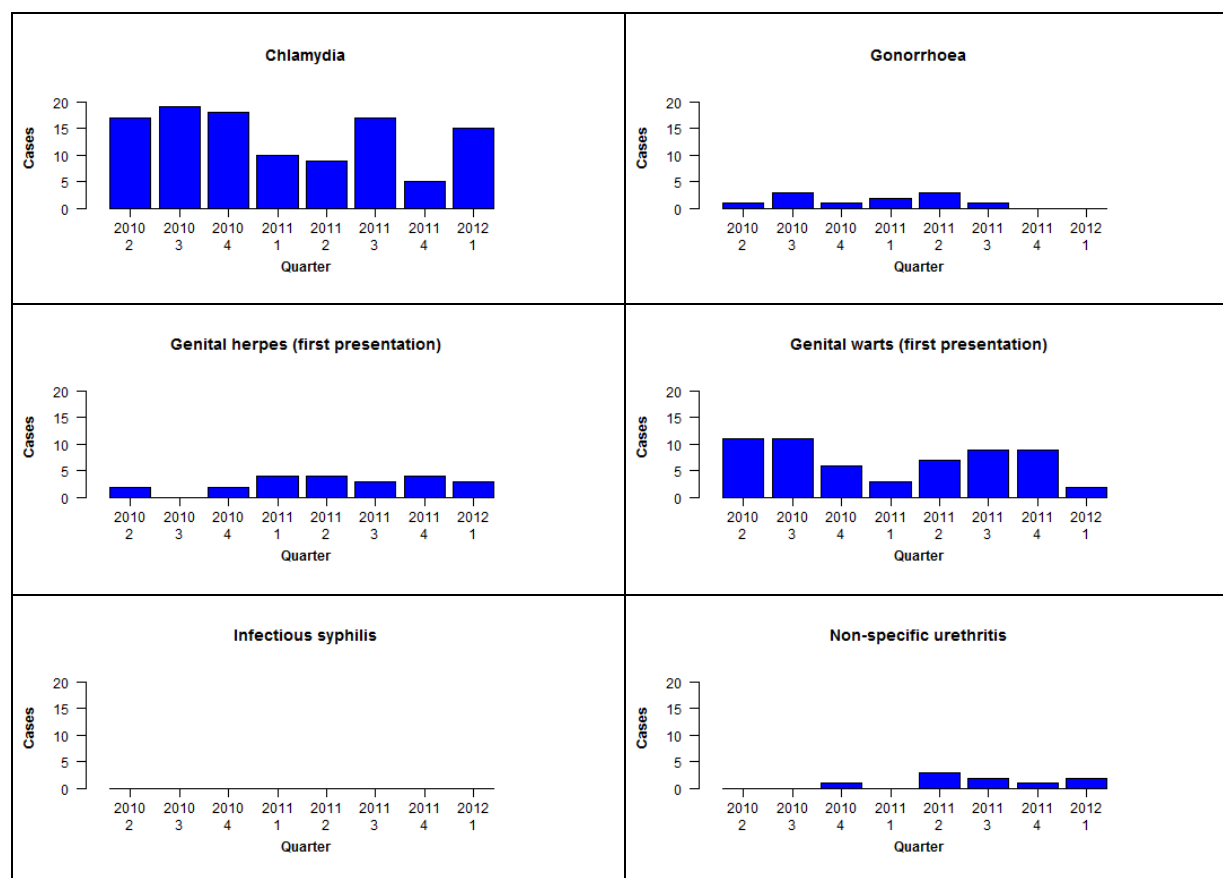 Chlamydia
Cases
20
15
10
5
0
2010 2010 2010 2011 2011 2011 2011 2012
2 3 4 1 2 3 4 1
Quarter
Gonorrhoea
Cases
20
15
10
5
0
2010 2010 2010 2011 2011 2011 2011 2012
2 3 4 1 2 3 4 1
Quarter
Genital herpes (first presentation)
Cases
20
15
10
5
0
2010 2010 2010 2011 2011 2011 2011 2012
2 3 4 1 2 3 4 1
Quarter
Genital warts (first presentation)
Cases
20
15
10
5
0
2010 2010 2010 2011 2011 2011 2011 2012
2 3 4 1 2 3 4 1
Quarter
Infectious syphilis
Cases
20
15
10
5
0
2010 2010 2010 2011 2011 2011 2011 2012
2 3 4 1 2 3 4 1
Quarter
Non-specific urethritis
Cases
20
15
10
5
0
2010 2010 2010 2011 2011 2011 2011 2012
2 3 4 1 2 3 4 1
Quarter